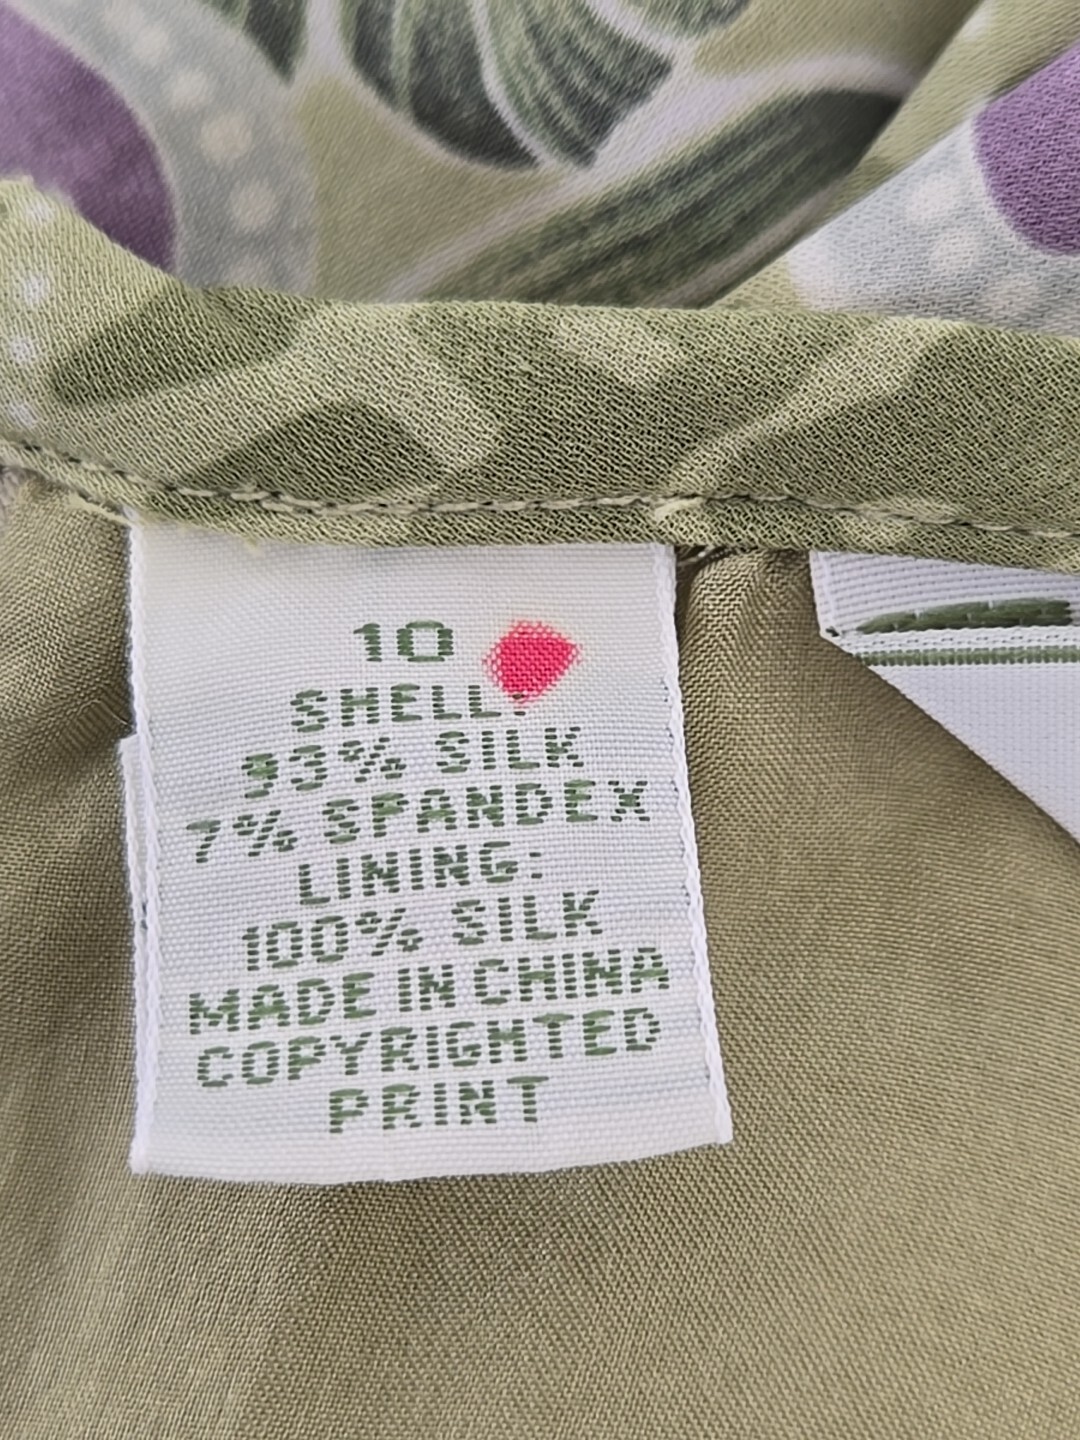 10
SHELL:
93% SILK
7% SPANDEX
LINING:
100% SILK
MADE IN CHINA
COPYRIGHTED
PRINT